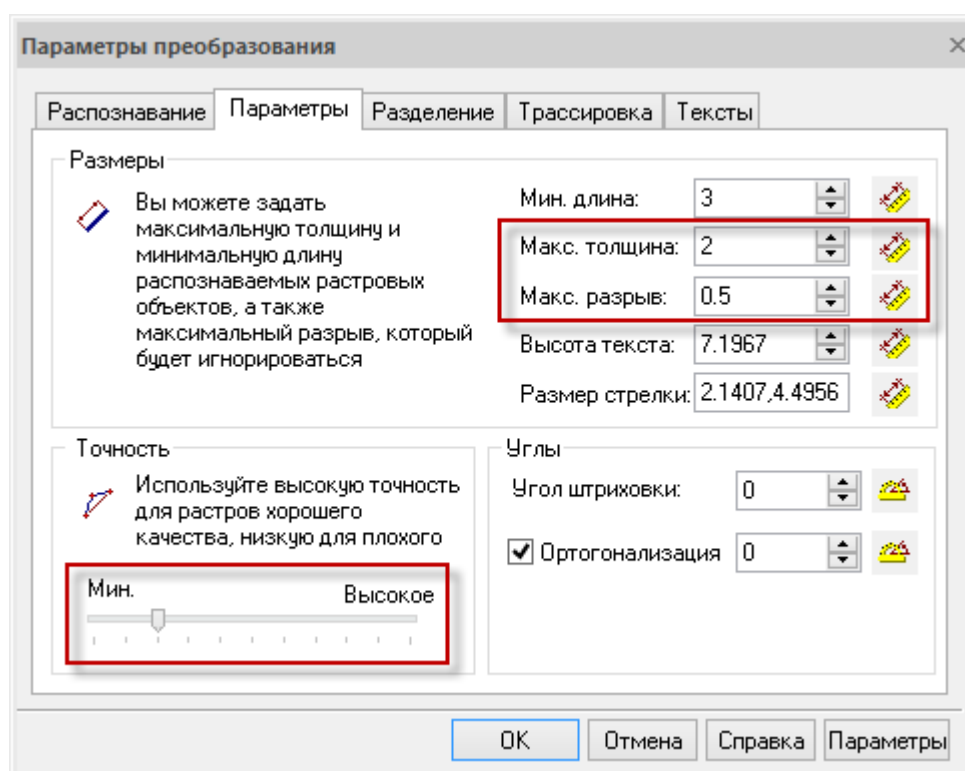 Параметры преобразования
Распознавание Параметры Разделение Трассировка Тексты
Размеры
Вы можете задать
максимальную толщину и
минимальную длину
распознаваемых растровых
объектов, а также
максимальный разрыв, который
будет игнорироваться
Мин. длина: 3
Макс. толщина: 2
Макс. разрыв: 0.5
Высота текста: 7.1967
Размер стрелки: 2.1407,4.4956
Точность
Используйте высокую точность
для растров хорошего
качества, низкую для плохого
Мин. Высокое
Углы
Угол штриховки: 0
Ортогонализация 0
OK Отмена Справка Параметры